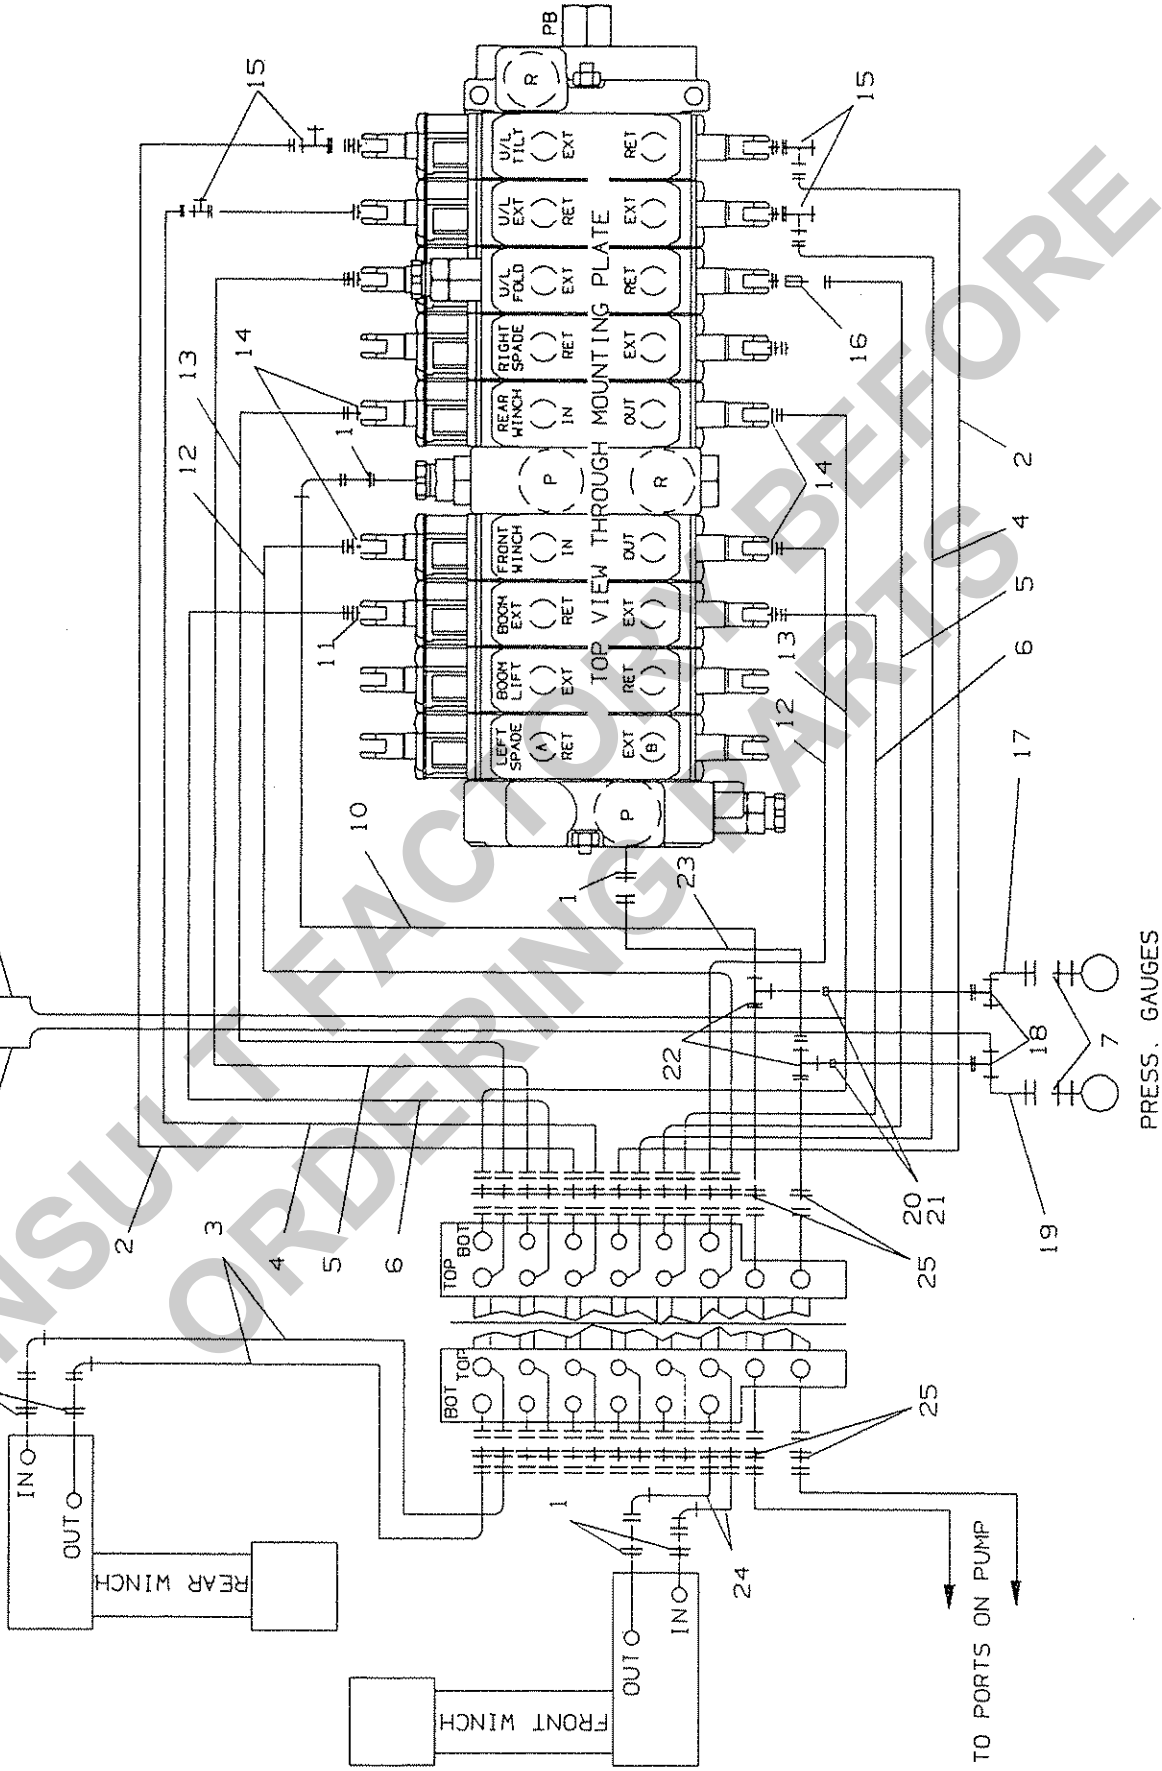 PB
R
15
U/L
TILT
EXT
RET
15
U/L
EXT
RET
EXT
U/L
FOLD
EXT
RET
16
RIGHT
SPADE
RET
EXT
13
14
REAR
WINCH
IN
OUT
14
2
12
1
P
R
4
FRONT
WINCH
IN
OUT
5
11
BOOM
EXT
RET
EXT
13
6
BOOM
LIFT
EXT
RET
12
LEFT
SPADE
A
RET
EXT
B
17
TOP VIEW THROUGH MOUNTING PLATE
10
P
1
23
22
18
7
PRESS. GAUGES
20
21
19
2
3
4
5
6
TOP
BOT
25
BOT
TOP
25
IN
OUT
REAR WINCH
1
24
OUT
IN
FRONT WINCH
TO PORTS ON PUMP
NSULT FACTORY BEFORE
ORDERING PARTS